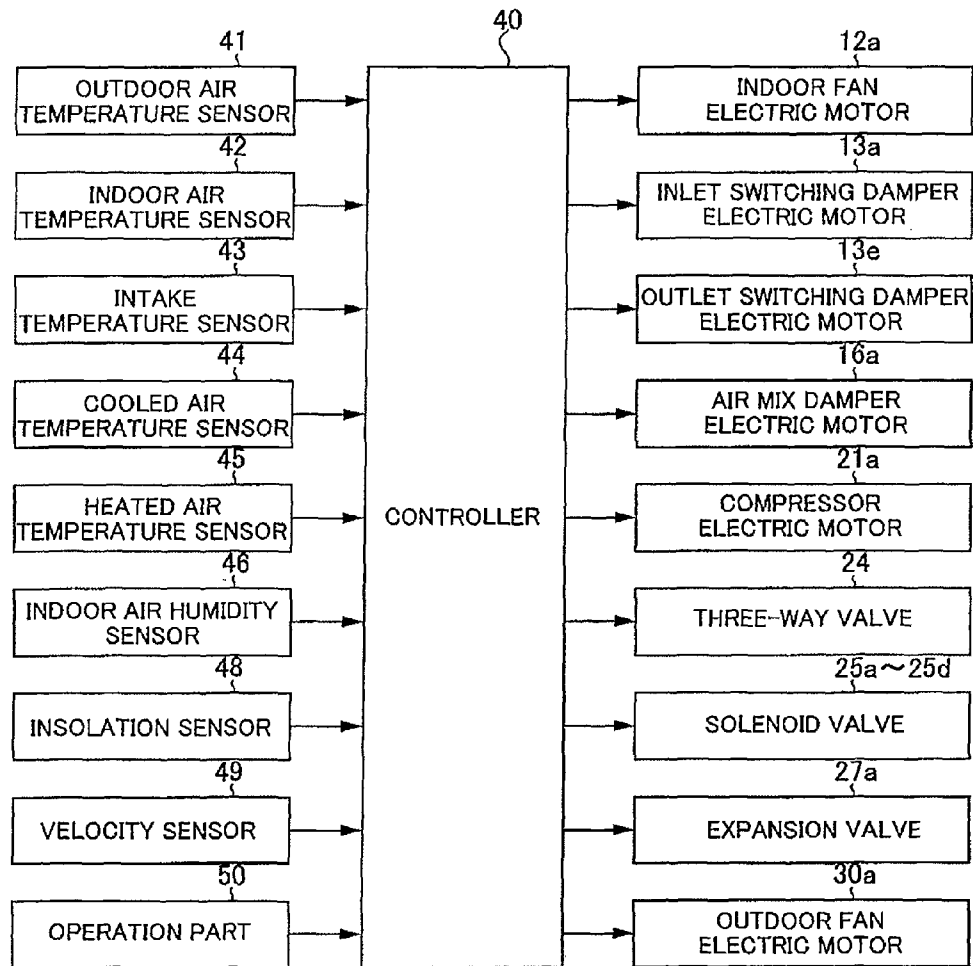 40
41
OUTDOOR AIR
TEMPERATURE SENSOR
42
INDOOR AIR
TEMPERATURE SENSOR
43
INTAKE
TEMPERATURE SENSOR
44
COOLED AIR
TEMPERATURE SENSOR
45
HEATED AIR
TEMPERATURE SENSOR
46
INDOOR AIR HUMIDITY
SENSOR
48
INSOLATION SENSOR
49
VELOCITY SENSOR
50
OPERATION PART
CONTROLLER
12a
INDOOR FAN
ELECTRIC MOTOR
13a
INLET SWITCHING DAMPER
ELECTRIC MOTOR
13e
OUTLET SWITCHING DAMPER
ELECTRIC MOTOR
16a
AIR MIX DAMPER
ELECTRIC MOTOR
21a
COMPRESSOR
ELECTRIC MOTOR
24
THREE-WAY VALVE
25a～25d
SOLENOID VALVE
27a
EXPANSION VALVE
30a
OUTDOOR FAN
ELECTRIC MOTOR